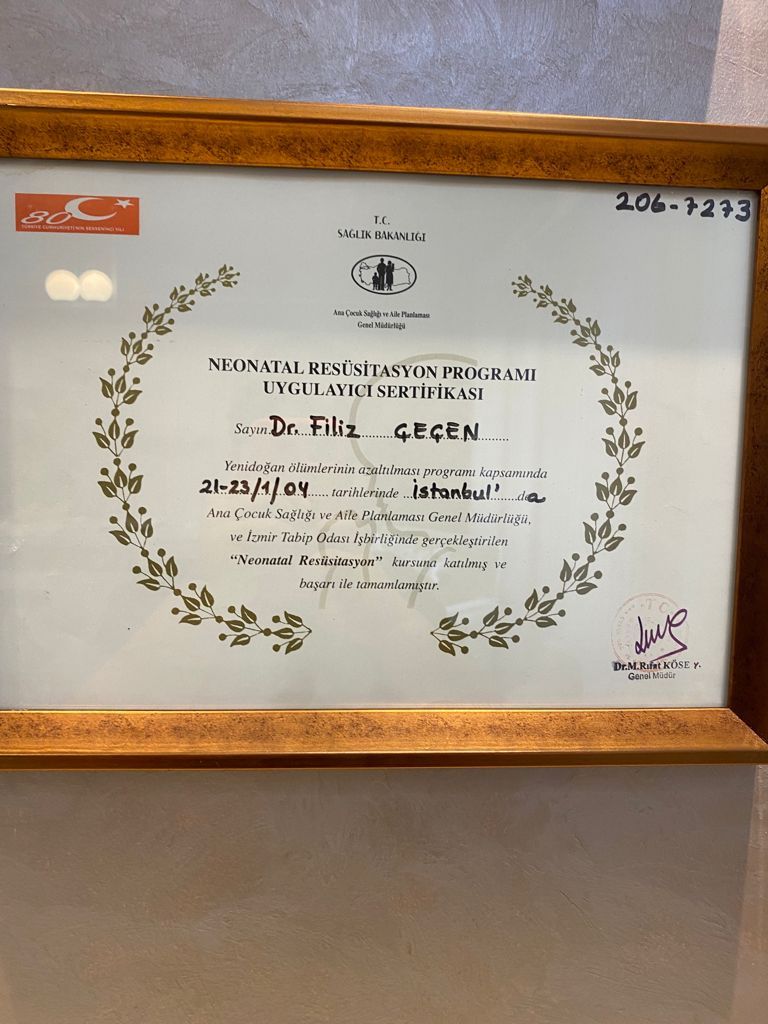 80
TÜRKİYE CUMHURİYETİ'NİN SEKSENİNCİ YILI
206-7273
T.C.
SAĞLIK BAKANLIĞI
Ana Çocuk Sağlığı ve Aile Planlaması
Genel Müdürlüğü
NEONATAL RESÜSİTASYON PROGRAMI
UYGULAYICI SERTİFİKASI
Sayın Dr. Filiz GEÇEN
Yenidoğan ölümlerinin azaltılması programı kapsamında
21-23/1/04 tarihlerinde İstanbul'da
Ana Çocuk Sağlığı ve Aile Planlaması Genel Müdürlüğü,
ve İzmir Tabip Odası İşbirliğinde gerçekleştirilen
“Neonatal Resüsitasyon” kursuna katılmış ve
başarı ile tamamlamıştır.
Dr.M.Rıfat KÖSE Y.
Genel Müdür